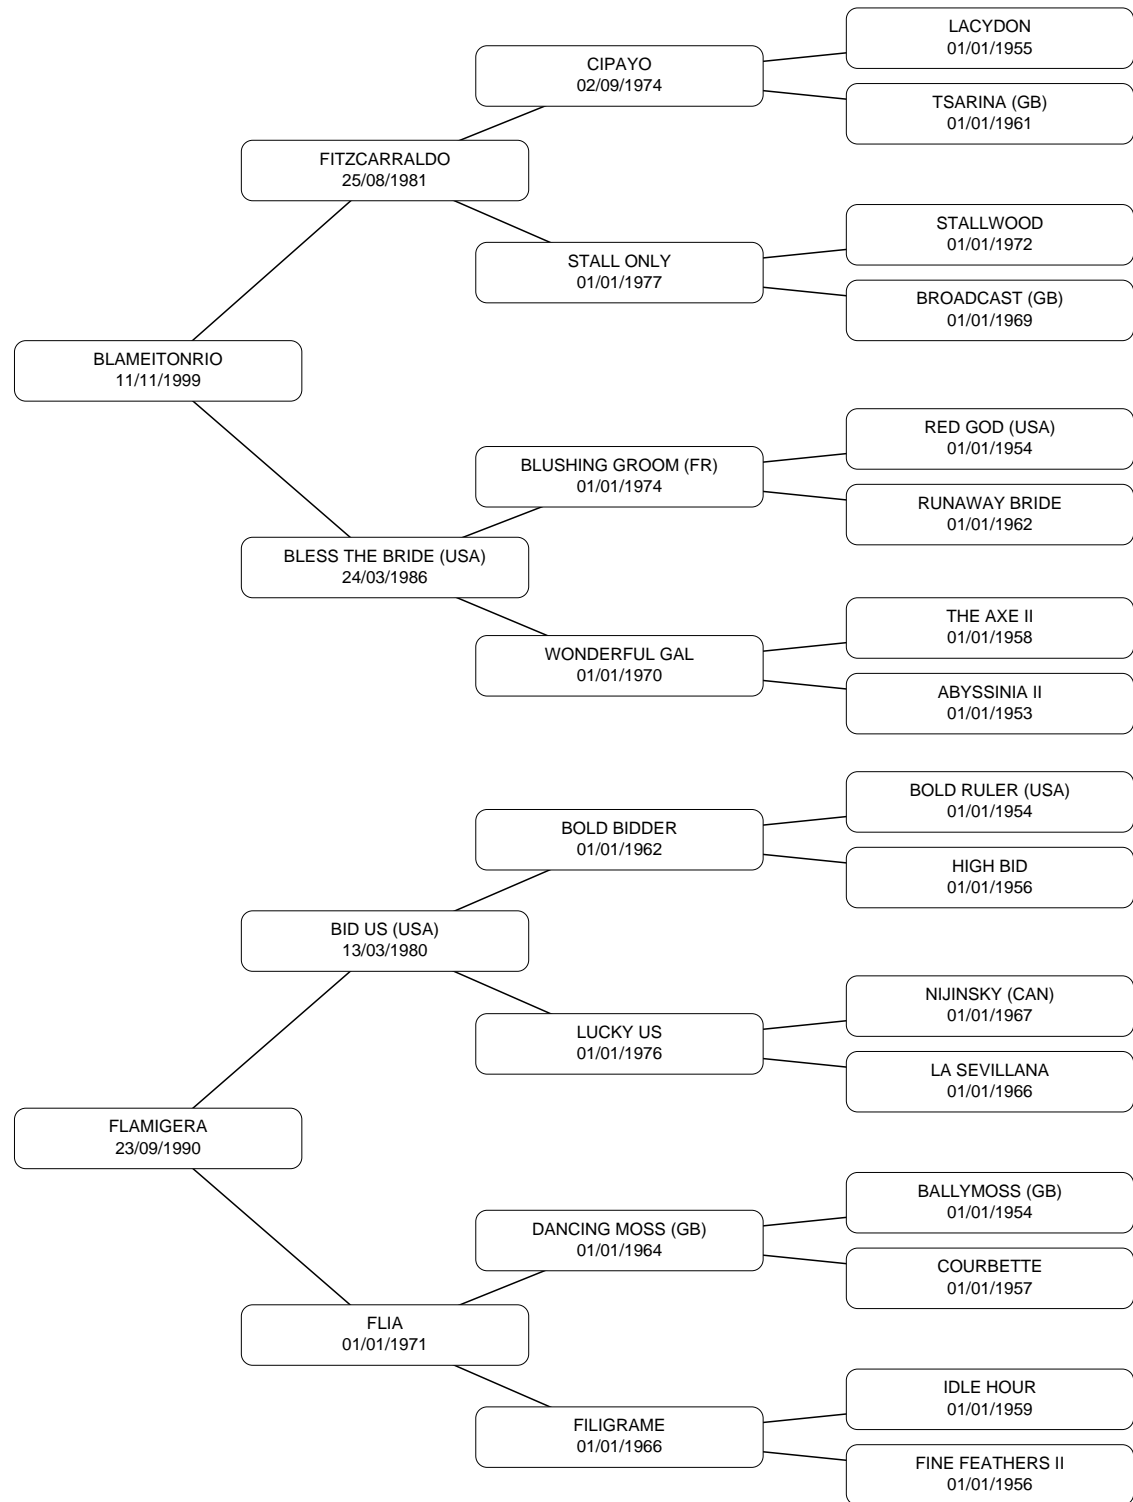 LACYDON
01/01/1955
CIPAYO
02/09/1974
TSARINA (GB)
01/01/1961
FITZCARRALDO
25/08/1981
STALLWOOD
01/01/1972
STALL ONLY
01/01/1977
BROADCAST (GB)
01/01/1969
BLAMEITONRIO
11/11/1999
RED GOD (USA)
01/01/1954
BLUSHING GROOM (FR)
01/01/1974
RUNAWAY BRIDE
01/01/1962
BLESS THE BRIDE (USA)
24/03/1986
THE AXE II
01/01/1958
WONDERFUL GAL
01/01/1970
ABYSSINIA II
01/01/1953
BOLD RULER (USA)
01/01/1954
BOLD BIDDER
01/01/1962
HIGH BID
01/01/1956
BID US (USA)
13/03/1980
NIJINSKY (CAN)
01/01/1967
LUCKY US
01/01/1976
LA SEVILLANA
01/01/1966
FLAMIGERA
23/09/1990
BALLYMOSS (GB)
01/01/1954
DANCING MOSS (GB)
01/01/1964
COURBETTE
01/01/1957
FLIA
01/01/1971
IDLE HOUR
01/01/1959
FILIGRAME
01/01/1966
FINE FEATHERS II
01/01/1956